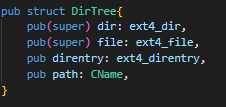 pub struct DirTree{
    pub(super) dir: ext4_dir,
    pub(super) file: ext4_file,
    pub direntry: ext4_direntry,
    pub path: CName,
}